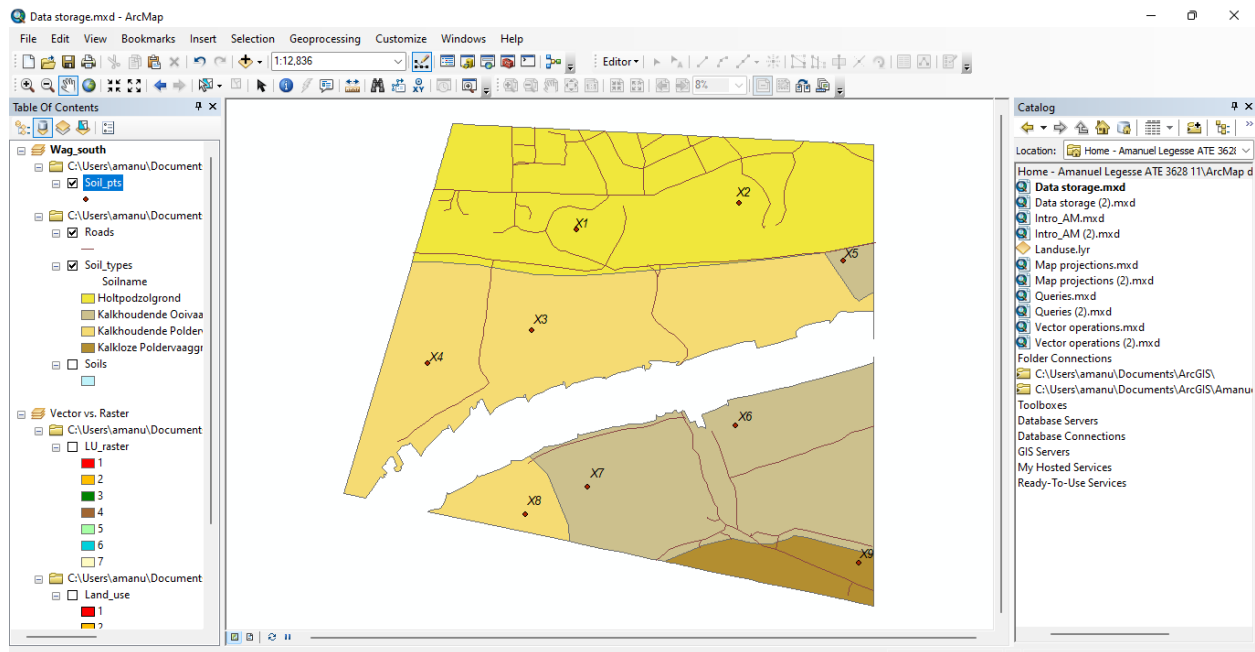 Data storage.mxd - ArcMap
File Edit View Bookmarks Insert Selection Geoprocessing Customize Windows Help
1:12,836
Editor
8%
Table Of Contents
Wag_south
C:\Users\amanu\Document
Soil_pts
C:\Users\amanu\Document
Roads
Soil_types
Soilname
Holtpodzolgrond
Kalkhoudende Ooivaa
Kalkhoudende Polder
Kalkloze Poldervaaggr
Soils
Vector vs. Raster
C:\Users\amanu\Document
LU_raster
1
2
3
4
5
6
7
C:\Users\amanu\Document
Land_use
1
2
X2
X1
X5
X3
X4
X6
X7
X8
X9
Catalog
Location: Home - Amanuel Legesse ATE 362
Home - Amanuel Legesse ATE 3628 11\ArcMap d
Data storage.mxd
Data storage (2).mxd
Intro_AM.mxd
Intro_AM (2).mxd
Landuse.lyr
Map projections.mxd
Map projections (2).mxd
Queries.mxd
Queries (2).mxd
Vector operations.mxd
Vector operations (2).mxd
Folder Connections
C:\Users\amanu\Documents\ArcGIS\
C:\Users\amanu\Documents\ArcGIS\Amanu
Toolboxes
Database Servers
Database Connections
GIS Servers
My Hosted Services
Ready-To-Use Services